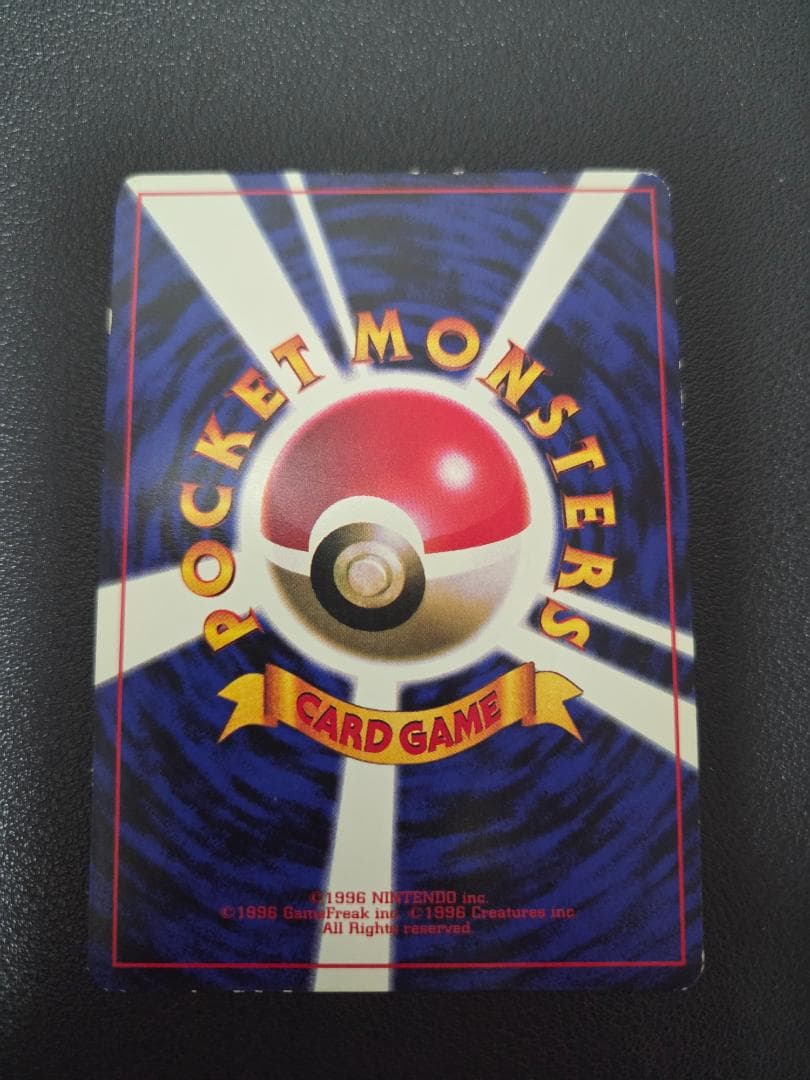 POCKET MONSTERS
CARD GAME
©1996 NINTENDO inc.
©1996 GameFreak inc. ©1996 Creatures inc.
All Rights reserved.